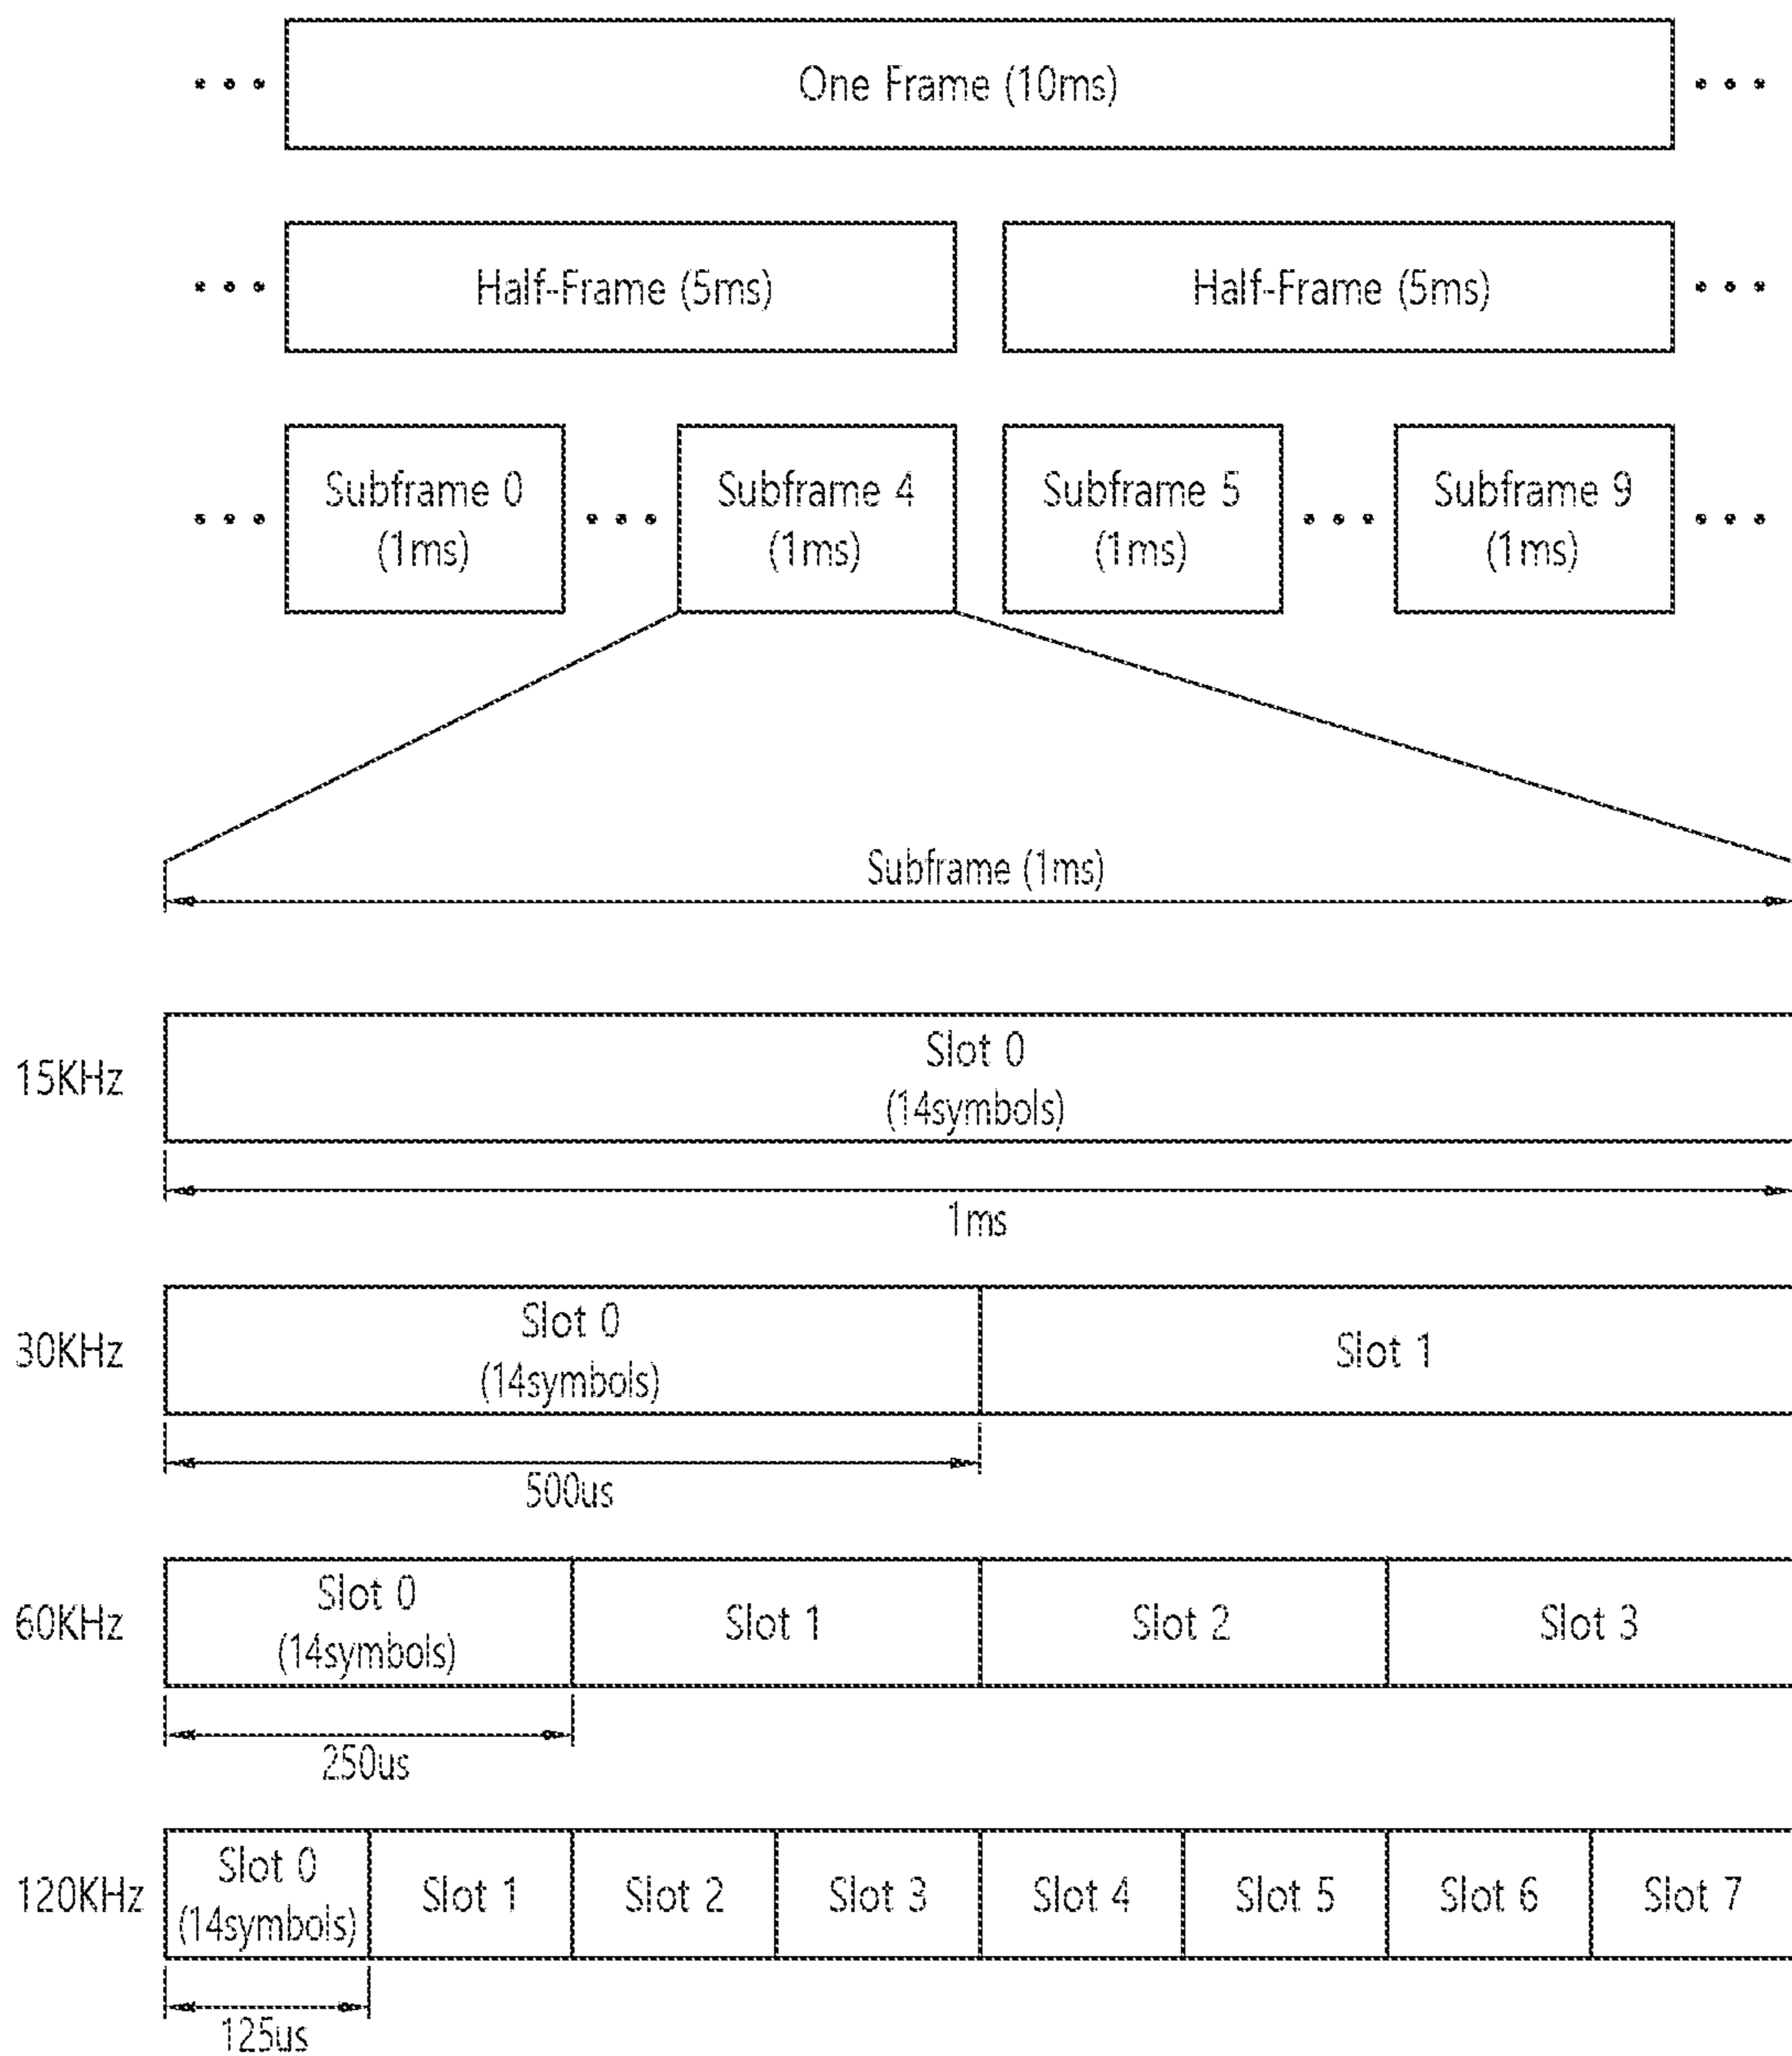 One Frame (10ms)
Half-Frame (5ms)
Half-Frame (5ms)
Subframe 0
(1ms)
Subframe 4
(1ms)
Subframe 5
(1ms)
Subframe 9
(1ms)
Subframe (1ms)
15KHz
Slot 0
(14symbols)
1ms
30KHz
Slot 0
(14symbols)
Slot 1
500us
60KHz
Slot 0
(14symbols)
Slot 1
Slot 2
Slot 3
250us
120KHz
Slot 0
(14symbols)
Slot 1
Slot 2
Slot 3
Slot 4
Slot 5
Slot 6
Slot 7
125us